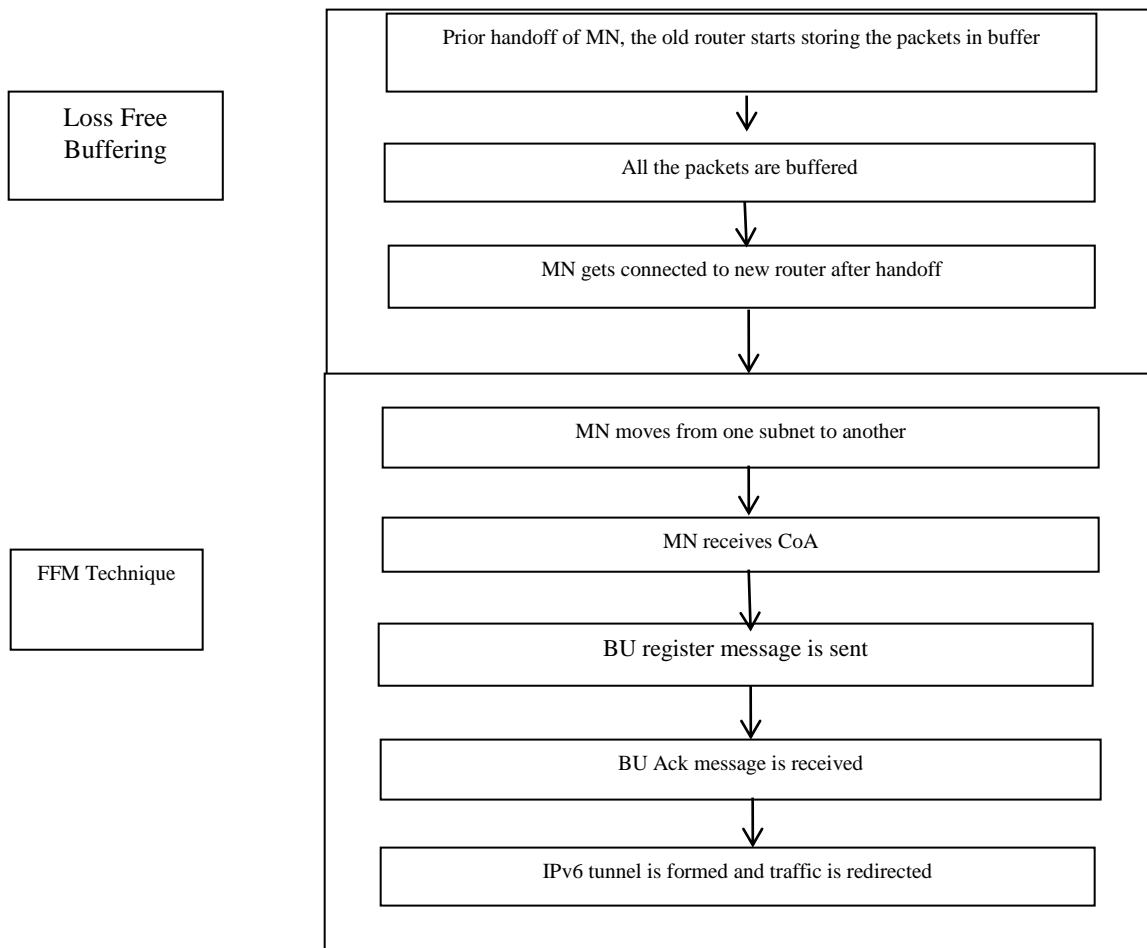 Prior handoff of MN, the old router starts storing the packets in buffer
Loss Free
Buffering
All the packets are buffered
MN gets connected to new router after handoff
MN moves from one subnet to another
MN receives CoA
FFM Technique
BU register message is sent
BU Ack message is received
IPv6 tunnel is formed and traffic is redirected